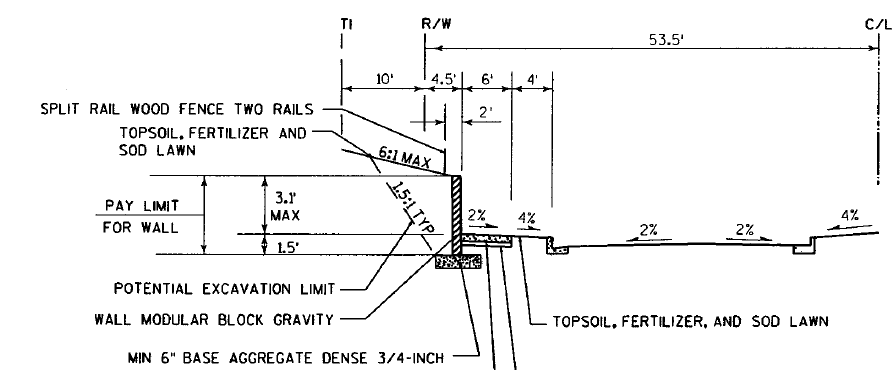 TI
R/W
C/L
53.5'
10'
4.5'
6'
4'
SPLIT RAIL WOOD FENCE TWO RAILS
2'
TOPSOIL, FERTILIZER AND
SOD LAWN
6:1 MAX
1.5:1 TYP
PAY LIMIT
FOR WALL
3.1'
MAX
1.5'
2%
4%
2%
2%
4%
POTENTIAL EXCAVATION LIMIT
WALL MODULAR BLOCK GRAVITY
TOPSOIL, FERTILIZER, AND SOD LAWN
MIN 6" BASE AGGREGATE DENSE 3/4-INCH